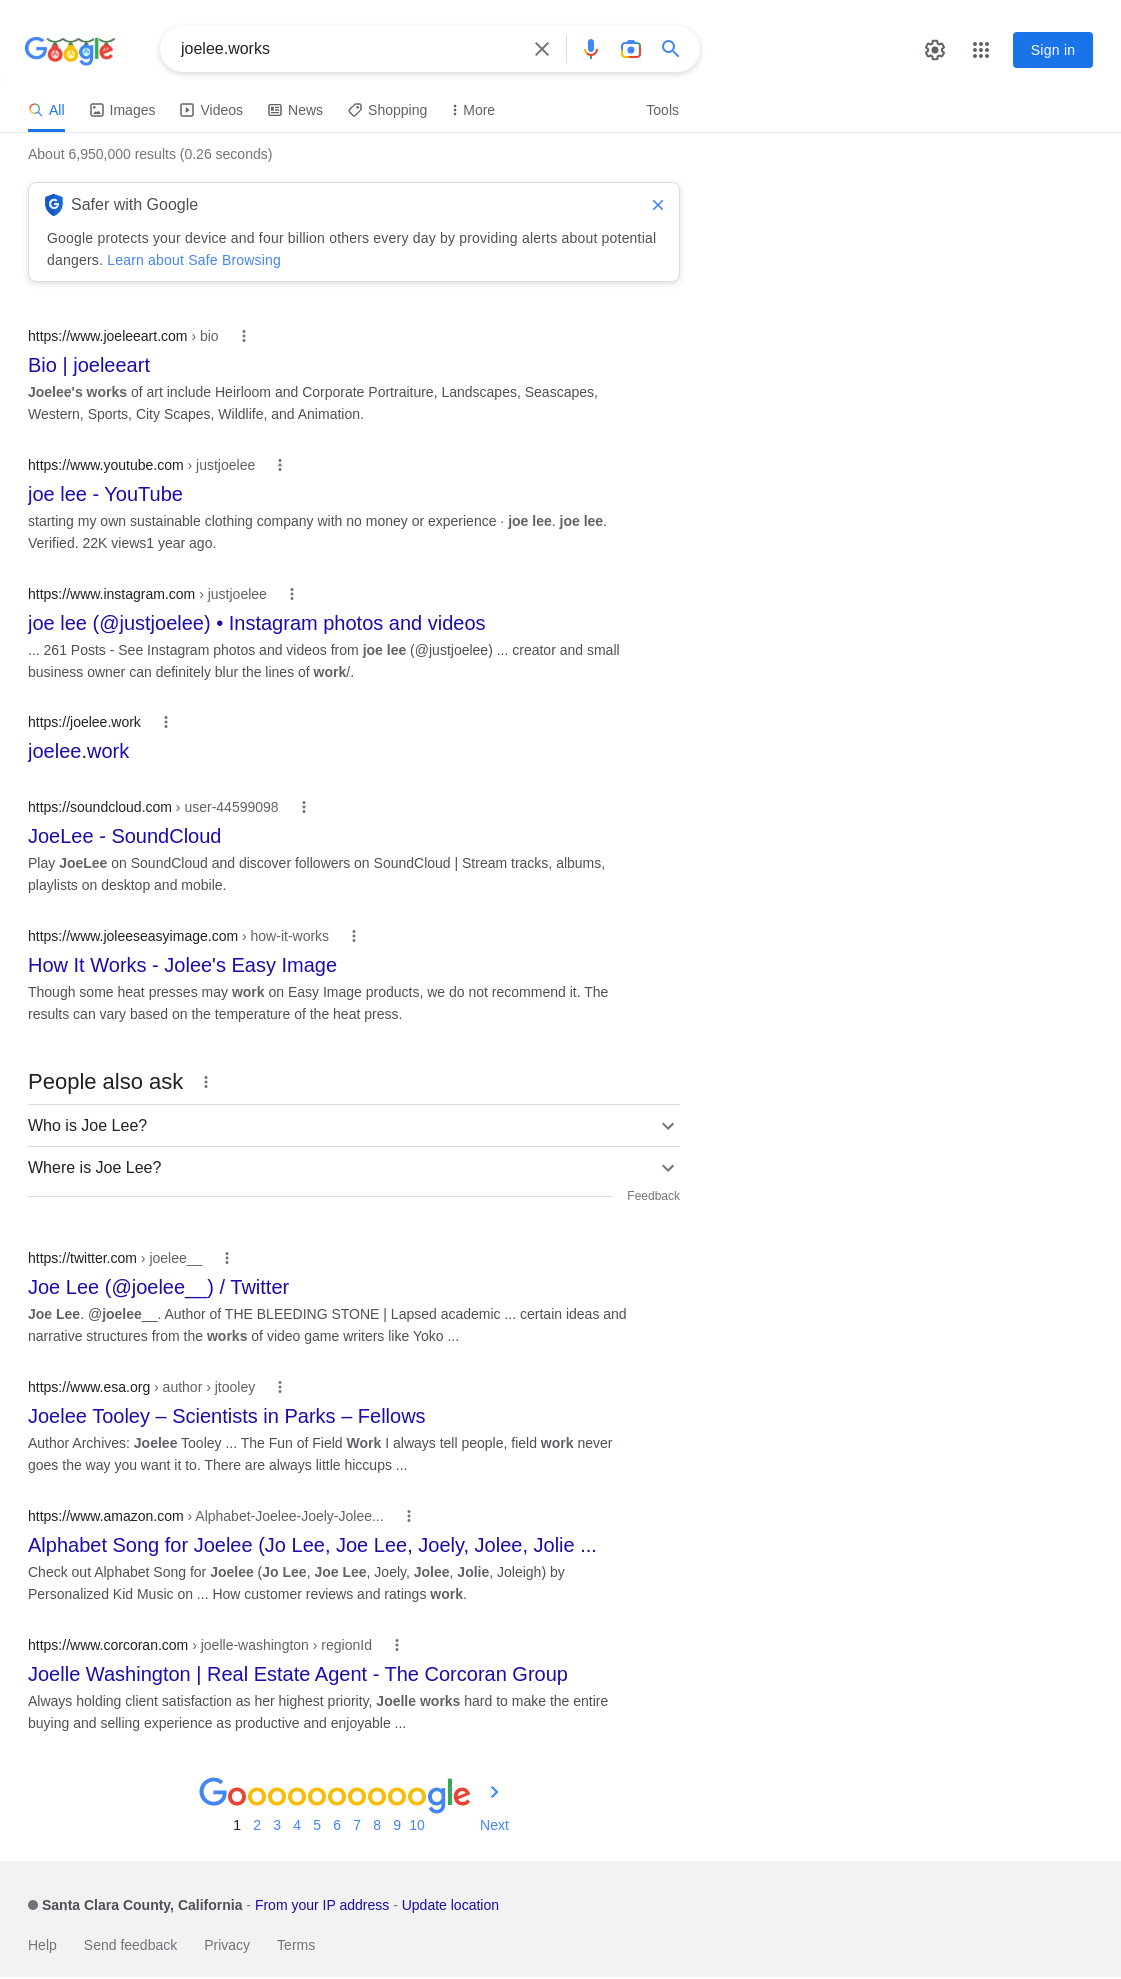 Google
joelee.works
Sign in
All Images Videos News Shopping More Tools
About 6,950,000 results (0.26 seconds)
Safer with Google
Google protects your device and four billion others every day by providing alerts about potential
dangers. Learn about Safe Browsing
https://www.joeleeart.com › bio
Bio | joeleeart
Joelee's works of art include Heirloom and Corporate Portraiture, Landscapes, Seascapes,
Western, Sports, City Scapes, Wildlife, and Animation.
https://www.youtube.com › justjoelee
joe lee - YouTube
starting my own sustainable clothing company with no money or experience · joe lee. joe lee.
Verified. 22K views1 year ago.
https://www.instagram.com › justjoelee
joe lee (@justjoelee) • Instagram photos and videos
... 261 Posts - See Instagram photos and videos from joe lee (@justjoelee) ... creator and small
business owner can definitely blur the lines of work/.
https://joelee.work
joelee.work
https://soundcloud.com › user-44599098
JoeLee - SoundCloud
Play JoeLee on SoundCloud and discover followers on SoundCloud | Stream tracks, albums,
playlists on desktop and mobile.
https://www.joleeseasyimage.com › how-it-works
How It Works - Jolee's Easy Image
Though some heat presses may work on Easy Image products, we do not recommend it. The
results can vary based on the temperature of the heat press.
People also ask
Who is Joe Lee?
Where is Joe Lee?
Feedback
https://twitter.com › joelee__
Joe Lee (@joelee__) / Twitter
Joe Lee. @joelee__. Author of THE BLEEDING STONE | Lapsed academic ... certain ideas and
narrative structures from the works of video game writers like Yoko ...
https://www.esa.org › author › jtooley
Joelee Tooley – Scientists in Parks – Fellows
Author Archives: Joelee Tooley ... The Fun of Field Work I always tell people, field work never
goes the way you want it to. There are always little hiccups ...
https://www.amazon.com › Alphabet-Joelee-Joely-Jolee...
Alphabet Song for Joelee (Jo Lee, Joe Lee, Joely, Jolee, Jolie ...
Check out Alphabet Song for Joelee (Jo Lee, Joe Lee, Joely, Jolee, Jolie, Joleigh) by
Personalized Kid Music on ... How customer reviews and ratings work.
https://www.corcoran.com › joelle-washington › regionId
Joelle Washington | Real Estate Agent - The Corcoran Group
Always holding client satisfaction as her highest priority, Joelle works hard to make the entire
buying and selling experience as productive and enjoyable ...
Goooooooooogle
1 2 3 4 5 6 7 8 9 10 Next
Santa Clara County, California - From your IP address - Update location
Help Send feedback Privacy Terms